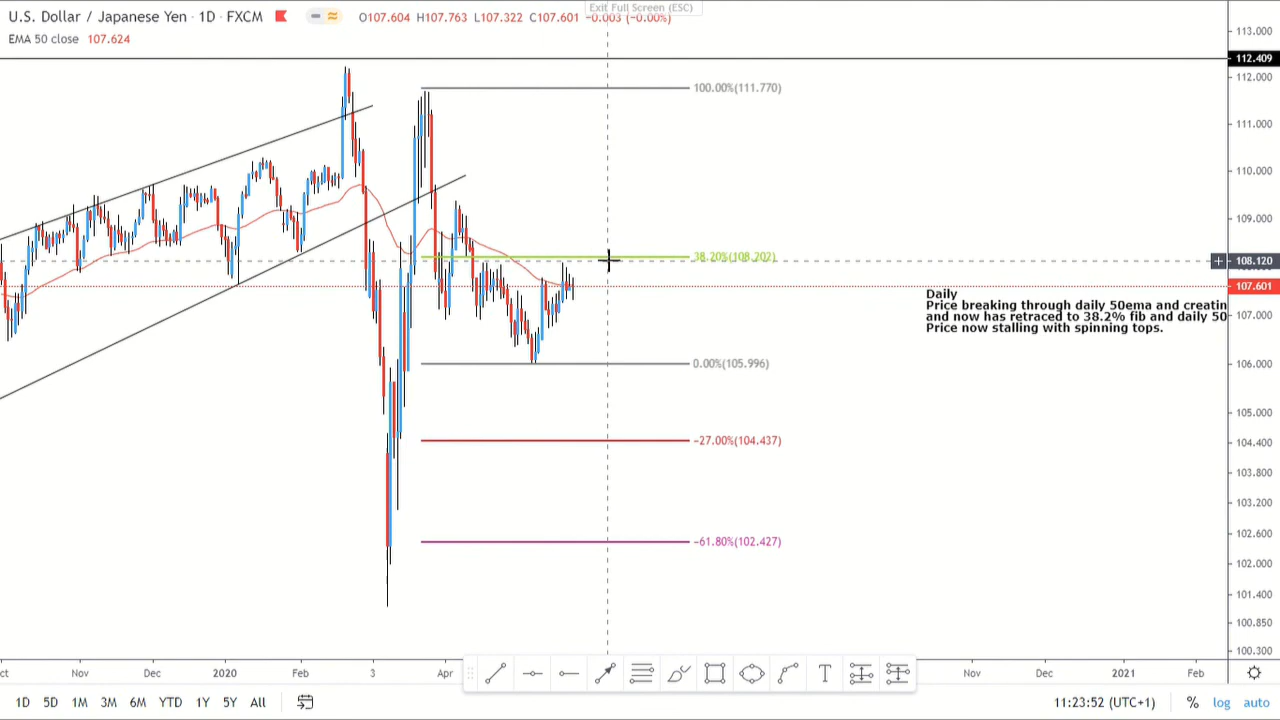 Exit Full Screen (ESC)
U.S. Dollar / Japanese Yen · 1D · FXCM
O107.604 H107.763 L107.322 C107.601 −0.003 (−0.00%)
EMA 50 close 107.624
113.000
112.409
112.000
100.00%(111.770)
111.000
110.000
109.000
38.20%(108.202)
108.120
107.601
Daily
Price breaking through daily 50ema and creatin
and now has retraced to 38.2% fib and daily 50
Price now stalling with spinning tops.
107.000
0.00%(105.996)
106.000
105.000
-27.00%(104.437)
104.400
103.800
103.200
102.600
-61.80%(102.427)
102.000
101.400
100.850
100.300
ct Nov Dec 2020 Feb 3 Apr Nov Dec 2021 Feb
T
1D 5D 1M 3M 6M YTD 1Y 5Y All 11:23:52 (UTC+1) % log auto